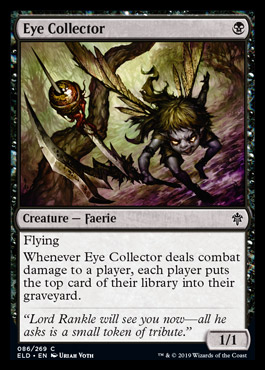 Eye Collector
Creature — Faerie
Flying
Whenever Eye Collector deals combat
damage to a player, each player puts
the top card of their library into their
graveyard.
“Lord Rankle will see you now—all he
asks is a small token of tribute.”
1/1
086/269 C
ELD • EN Uriah Voth
™ & © 2019 Wizards of the Coast